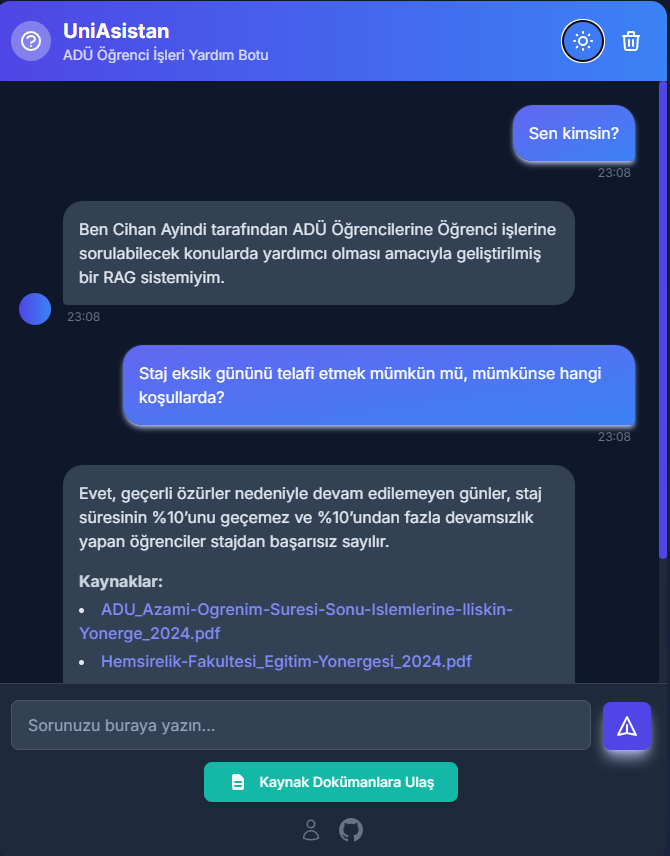 UniAsistan
ADÜ Öğrenci İşleri Yardım Botu
Sen kimsin?
23:08
Ben Cihan Ayindi tarafından ADÜ Öğrencilerine Öğrenci işlerine
sorulabilecek konularda yardımcı olması amacıyla geliştirilmiş
bir RAG sistemiyim.
23:08
Staj eksik gününü telafi etmek mümkün mü, mümkünse hangi
koşullarda?
23:08
Evet, geçerli özürler nedeniyle devam edilemeyen günler, staj
süresinin %10’unu geçemez ve %10’undan fazla devamsızlık
yapan öğrenciler stajdan başarısız sayılır.
Kaynaklar:
• ADU_Azami-Ogrenim-Suresi-Sonu-Islemlerine-Iliskin-
Yonerge_2024.pdf
• Hemsirelik-Fakultesi_Egitim-Yonergesi_2024.pdf
Sorunuzu buraya yazın...
Kaynak Dokümanlara Ulaş